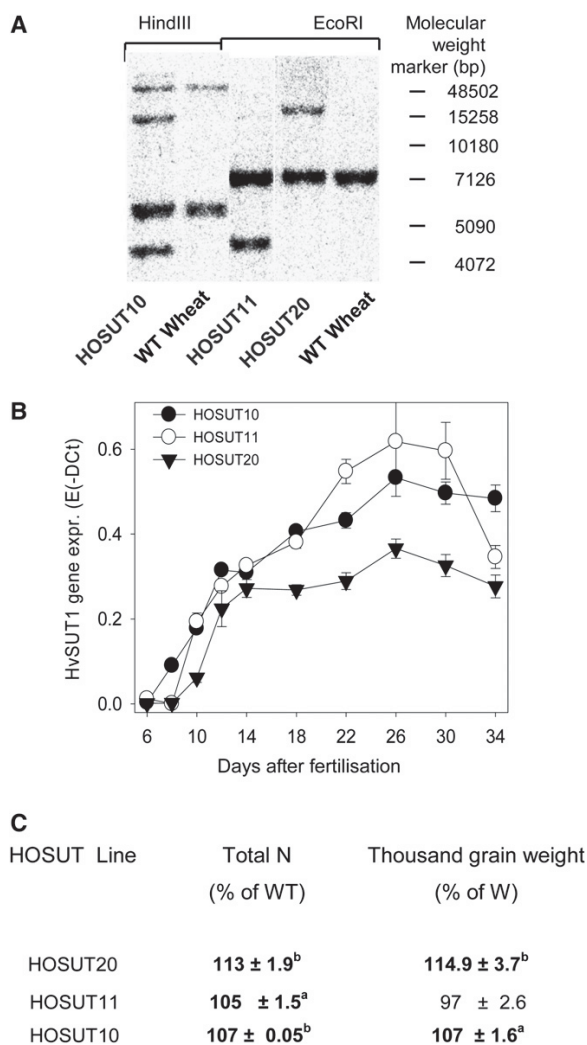 A
HindIII EcoRI Molecular
weight
marker (bp)
48502
15258
10180
7126
5090
4072
HOSUT10 WT Wheat HOSUT11 HOSUT20 WT Wheat
B
HOSUT10
HOSUT11
HOSUT20
HvSUT1 gene expr. (E(-DCt)
0.6
0.4
0.2
0.0
6 10 14 18 22 26 30 34
Days after fertilisation
C
HOSUT Line Total N Thousand grain weight
(% of WT) (% of W)
HOSUT20 113 ± 1.9ᵇ 114.9 ± 3.7ᵇ
HOSUT11 105 ± 1.5ᵃ 97 ± 2.6
HOSUT10 107 ± 0.05ᵇ 107 ± 1.6ᵃ